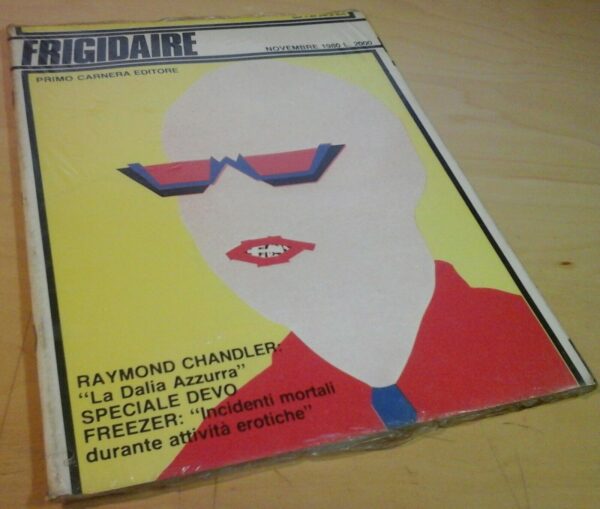 FRIGIDAIRE
NOVEMBRE 1980 L. 2000
PRIMO CARNERA EDITORE
RAYMOND CHANDLER:
"La Dalia Azzurra"
SPECIALE DEVO
FREEZER: "Incidenti mortali
durante attività erotiche"